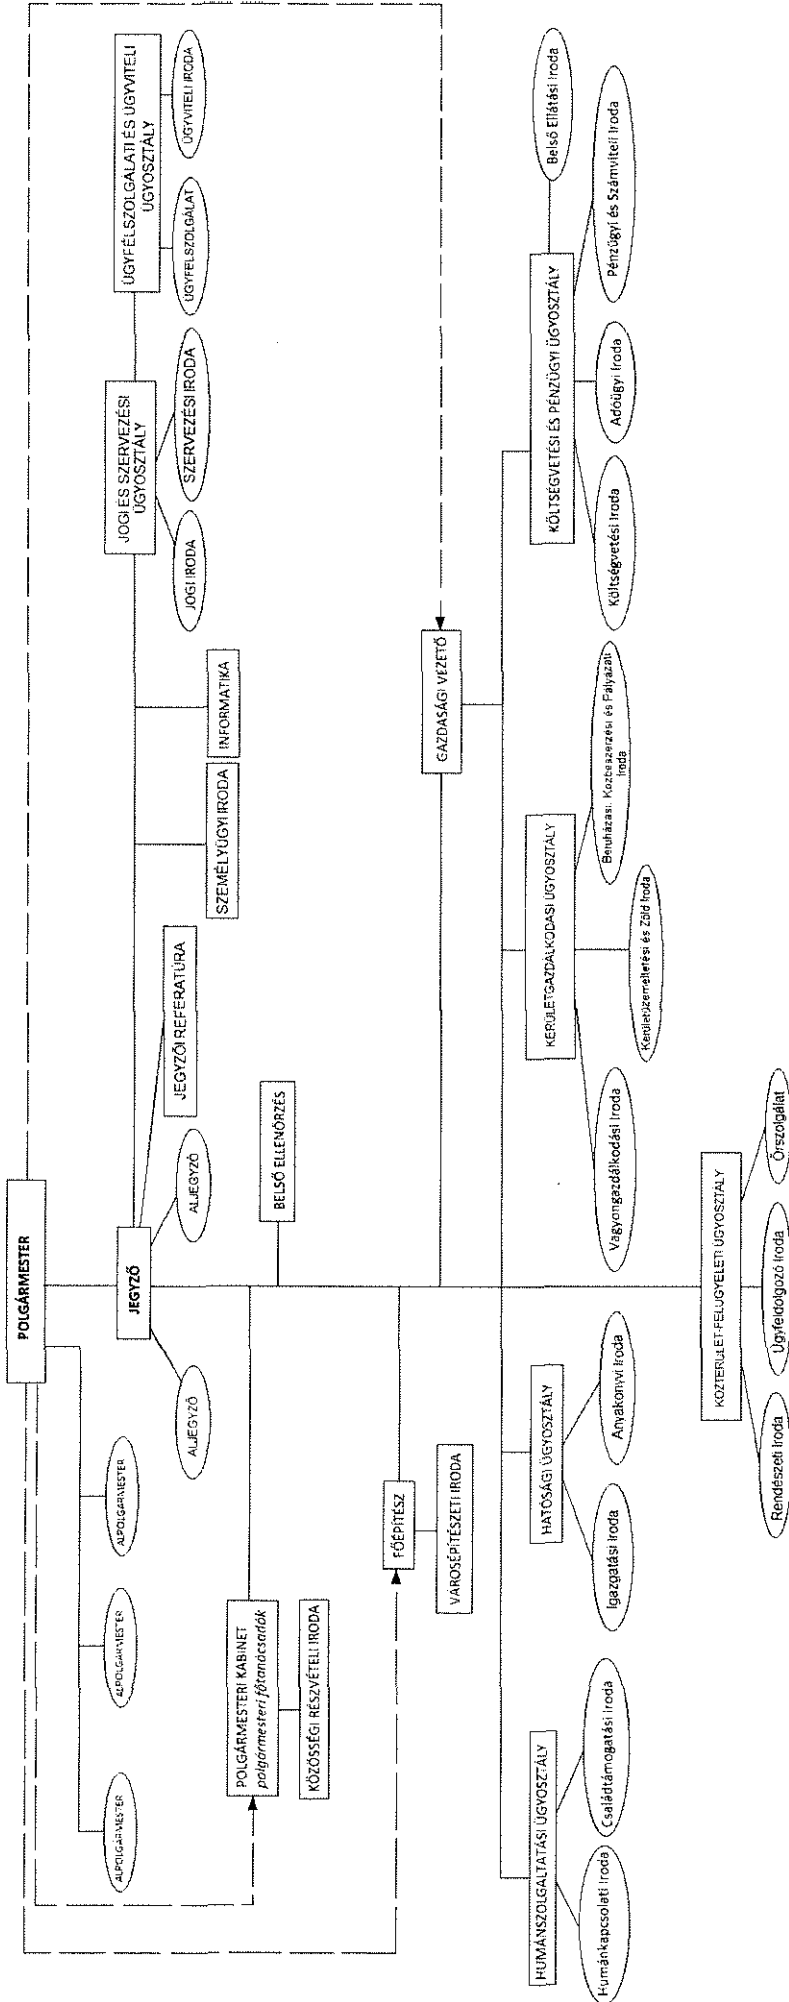 POLGÁRMESTER
ALPOLGÁRMESTER
ALPOLGÁRMESTER
ALPOLGÁRMESTER
JEGYZŐ
ALJEGYZŐ
ALJEGYZŐ
JEGYZŐI REFERATÚRA
SZEMÉLYÜGYI IRODA
INFORMATIKA
JOGI ÉS SZERVEZÉSI
ÜGYOSZTÁLY
JOGI IRODA
SZERVEZÉSI IRODA
ÜGYFÉLSZOLGÁLATI ÉS ÜGYVITELI
ÜGYOSZTÁLY
ÜGYFÉLSZOLGÁLAT
ÜGYVITELI IRODA
POLGÁRMESTERI KABINET
polgármesteri főtanácsadók
KÖZÖSSÉGI RÉSZVÉTELI IRODA
BELSŐ ELLENŐRZÉS
FŐÉPÍTÉSZ
VÁROSÉPÍTÉSZETI IRODA
GAZDASÁGI VEZETŐ
HUMÁNSZOLGÁLTATÁSI ÜGYOSZTÁLY
Humánkapcsolati Iroda
Családtámogatási Iroda
HATÓSÁGI ÜGYOSZTÁLY
Igazgatási Iroda
Anyakönyvi Iroda
KERÜLETGAZDÁLKODÁSI ÜGYOSZTÁLY
Vagyongazdálkodási Iroda
Kerületüzemeltetési és Zöld Iroda
Beruházási, Közbeszerzési és Pályázati
Iroda
KÖLTSÉGVETÉSI ÉS PÉNZÜGYI ÜGYOSZTÁLY
Költségvetési Iroda
Adóügyi Iroda
Pénzügyi és Számviteli Iroda
Belső Ellátási Iroda
KÖZTERÜLET-FELÜGYELETI ÜGYOSZTÁLY
Rendészeti Iroda
Ügyfeldolgozó Iroda
Őrszolgálat